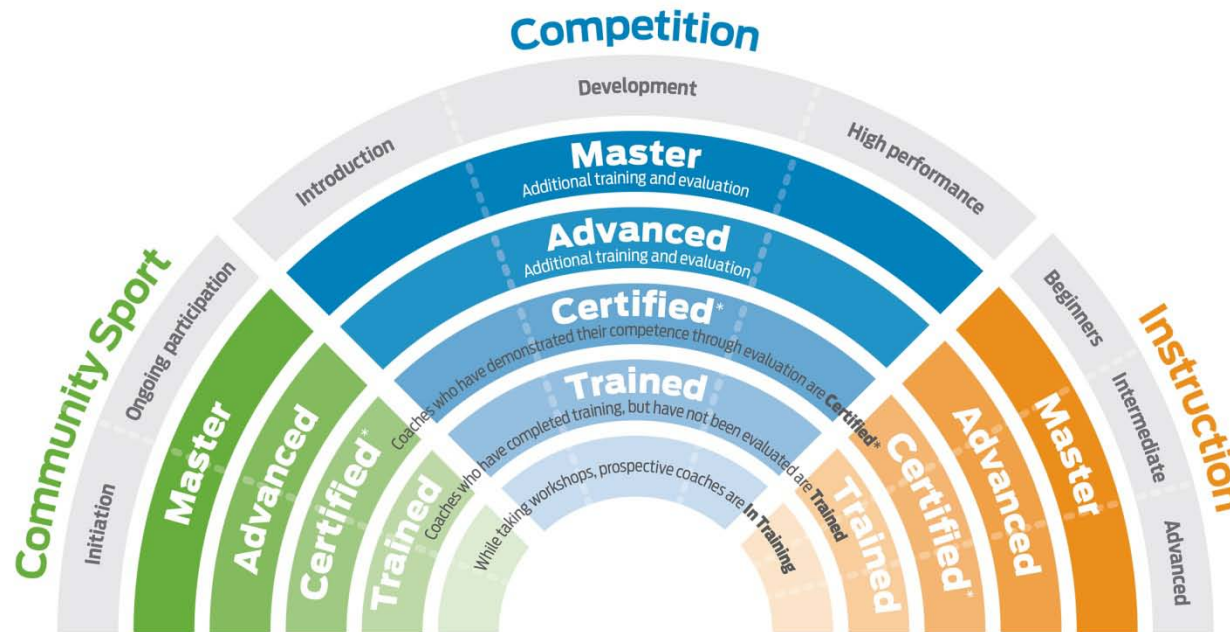 Competition
Introduction
Development
High performance
Master
Additional training and evaluation
Advanced
Additional training and evaluation
Certified*
Coaches who have demonstrated their competence through evaluation are Certified*
Trained
Coaches who have completed training, but have not been evaluated are Trained
While taking workshops, prospective coaches are In Training
Community Sport
Initiation
Ongoing participation
Master
Advanced
Certified*
Trained
Instruction
Beginners
Intermediate
Advanced
Trained
Certified*
Advanced
Master